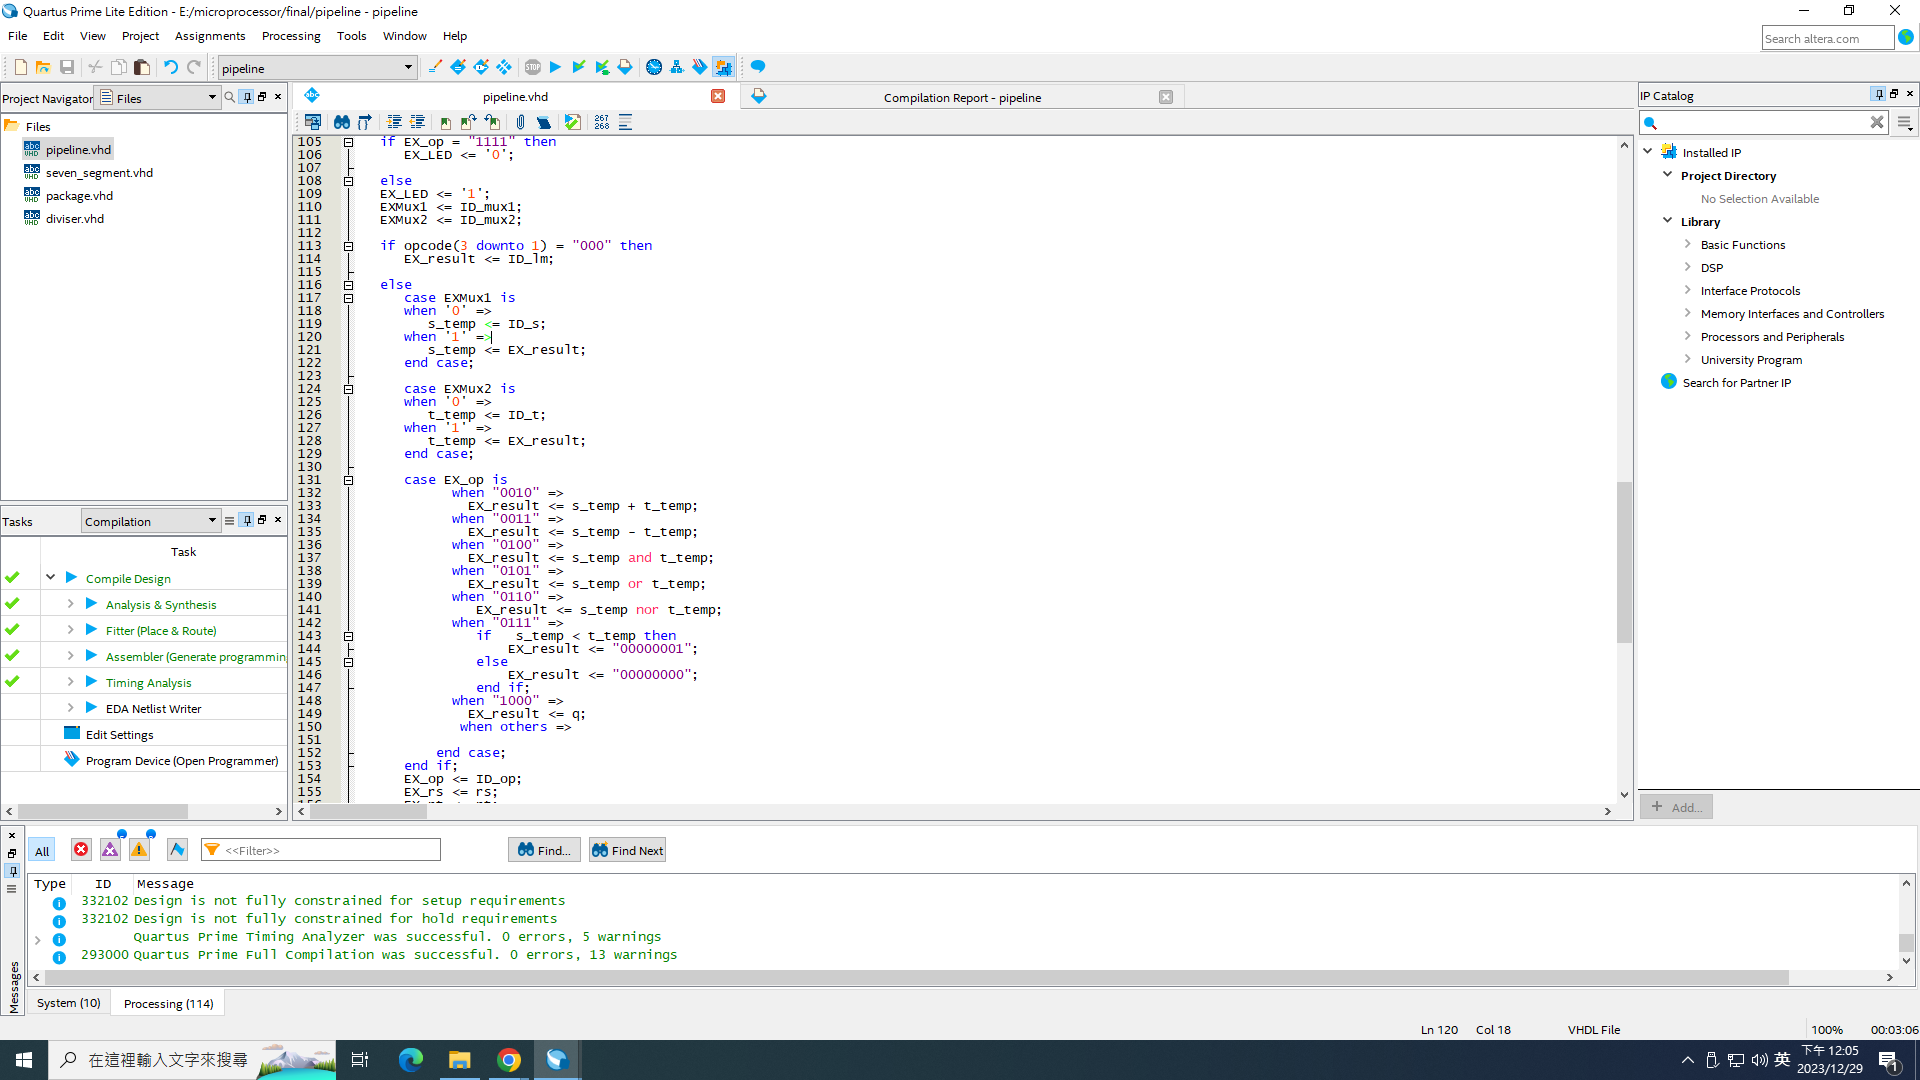 Quartus Prime Lite Edition - E:/microprocessor/final/pipeline - pipeline
File Edit View Project Assignments Processing Tools Window Help
Search altera.com
pipeline
Project Navigator Files
Files
pipeline.vhd
seven_segment.vhd
package.vhd
diviser.vhd
Tasks Compilation
Task
Compile Design
Analysis & Synthesis
Fitter (Place & Route)
Assembler (Generate programmin
Timing Analysis
EDA Netlist Writer
Edit Settings
Program Device (Open Programmer)
pipeline.vhd
Compilation Report - pipeline
267
268
105 if EX_op = "1111" then
106 EX_LED <= '0';
107
108 else
109 EX_LED <= '1';
110 EXMux1 <= ID_mux1;
111 EXMux2 <= ID_mux2;
112
113 if opcode(3 downto 1) = "000" then
114 EX_result <= ID_lm;
115
116 else
117 case EXMux1 is
118 when '0' =>
119 s_temp <= ID_s;
120 when '1' =>
121 s_temp <= EX_result;
122 end case;
123
124 case EXMux2 is
125 when '0' =>
126 t_temp <= ID_t;
127 when '1' =>
128 t_temp <= EX_result;
129 end case;
130
131 case EX_op is
132 when "0010" =>
133 EX_result <= s_temp + t_temp;
134 when "0011" =>
135 EX_result <= s_temp - t_temp;
136 when "0100" =>
137 EX_result <= s_temp and t_temp;
138 when "0101" =>
139 EX_result <= s_temp or t_temp;
140 when "0110" =>
141 EX_result <= s_temp nor t_temp;
142 when "0111" =>
143 if s_temp < t_temp then
144 EX_result <= "00000001";
145 else
146 EX_result <= "00000000";
147 end if;
148 when "1000" =>
149 EX_result <= q;
150 when others =>
151
152 end case;
153 end if;
154 EX_op <= ID_op;
155 EX_rs <= rs;
IP Catalog
Installed IP
Project Directory
No Selection Available
Library
Basic Functions
DSP
Interface Protocols
Memory Interfaces and Controllers
Processors and Peripherals
University Program
Search for Partner IP
Add...
All
<<Filter>>
Find...
Find Next
Type ID Message
332102 Design is not fully constrained for setup requirements
332102 Design is not fully constrained for hold requirements
Quartus Prime Timing Analyzer was successful. 0 errors, 5 warnings
293000 Quartus Prime Full Compilation was successful. 0 errors, 13 warnings
Messages
System (10)
Processing (114)
Ln 120 Col 18 VHDL File 100% 00:03:06
在這裡輸入文字來搜尋
英
下午 12:05
2023/12/29
1